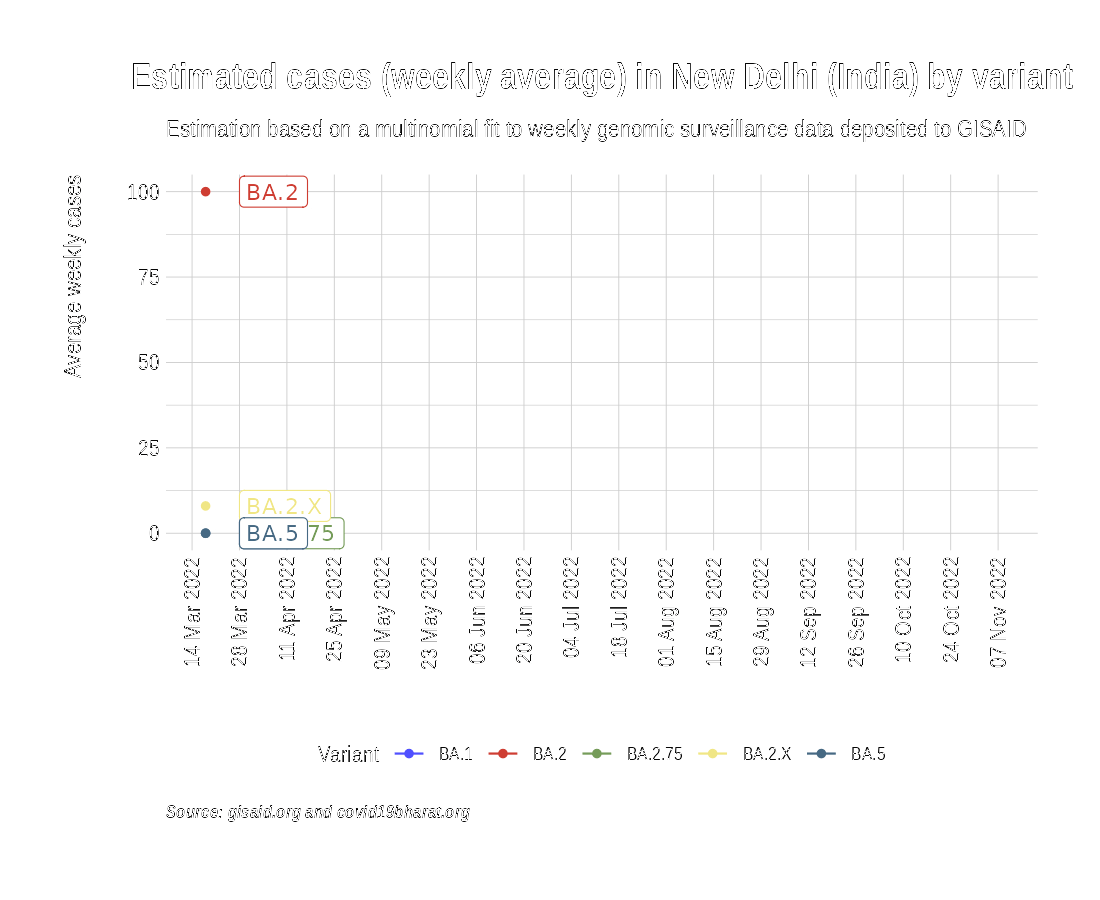 Estimated cases (weekly average) in New Delhi (India) by variant
Estimation based on a multinomial fit to weekly genomic surveillance data deposited to GISAID
Average weekly cases
100
75
50
25
0
BA.2
BA.2.X
BA.5
75
14 Mar 2022
28 Mar 2022
11 Apr 2022
25 Apr 2022
09 May 2022
23 May 2022
06 Jun 2022
20 Jun 2022
04 Jul 2022
18 Jul 2022
01 Aug 2022
15 Aug 2022
29 Aug 2022
12 Sep 2022
26 Sep 2022
10 Oct 2022
24 Oct 2022
07 Nov 2022
Variant BA.1 BA.2 BA.2.75 BA.2.X BA.5
Source: gisaid.org and covid19bharat.org